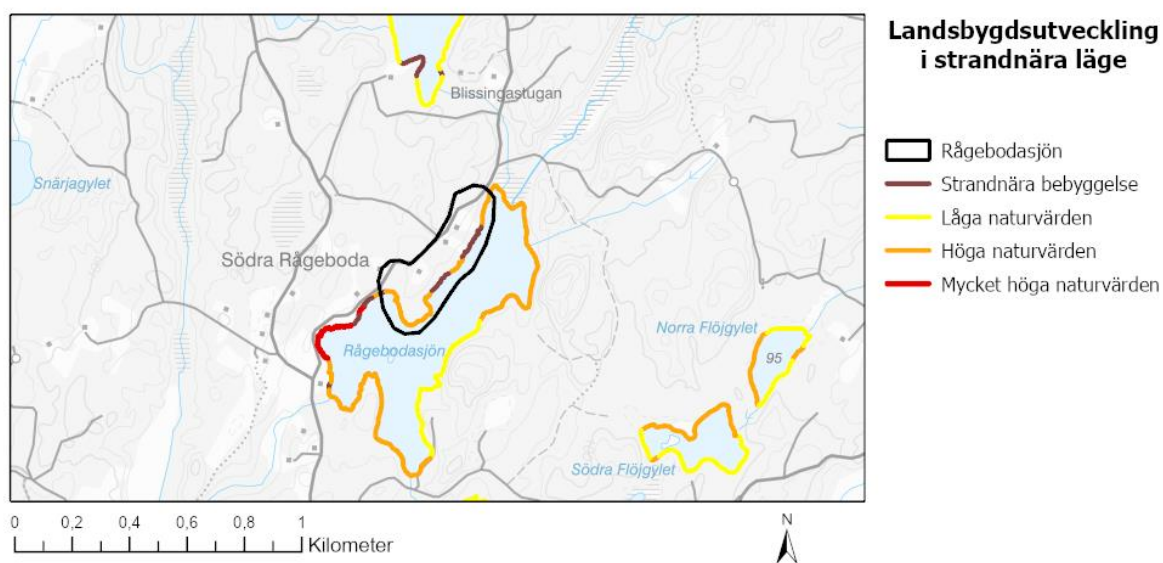 Landsbygdsutveckling
i strandnära läge
Rågebodasjön
Strandnära bebyggelse
Låga naturvärden
Höga naturvärden
Mycket höga naturvärden
Blissingastugan
Snärjagylet
Södra Rågeboda
Rågebodasjön
Norra Flöjgylet
95
Södra Flöjgylet
0 0,2 0,4 0,6 0,8 1
Kilometer
N